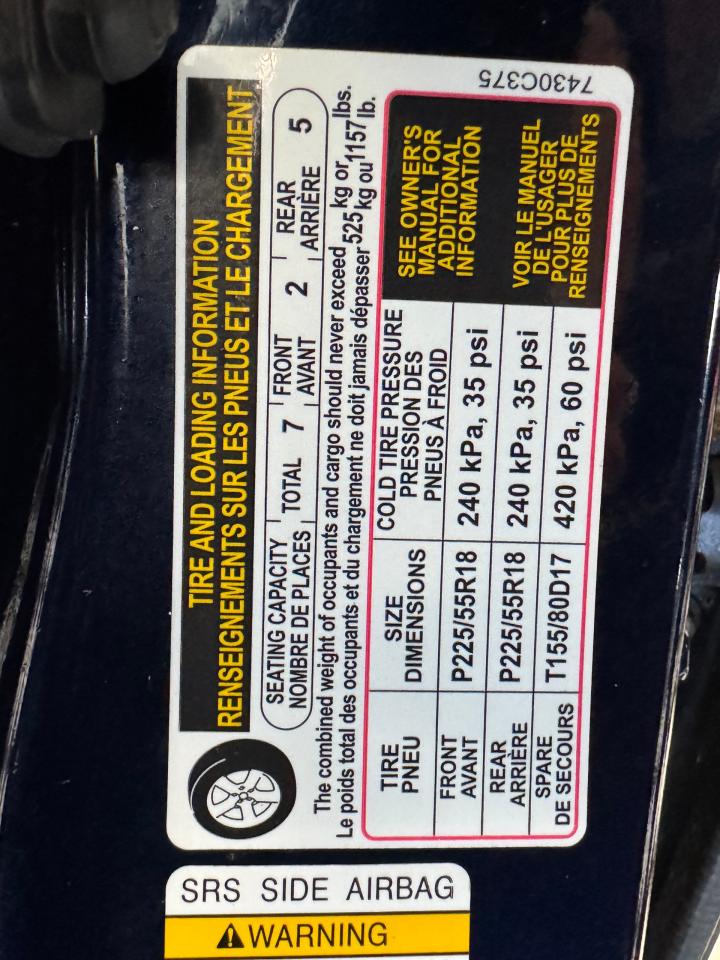 7430C375
TIRE AND LOADING INFORMATION
RENSEIGNEMENTS SUR LES PNEUS ET LE CHARGEMENT
SEATING CAPACITY
NOMBRE DE PLACES
TOTAL 7
FRONT
AVANT
2
REAR
ARRIÈRE
5
The combined weight of occupants and cargo should never exceed 525 kg or 1157 lbs.
Le poids total des occupants et du chargement ne doit jamais dépasser 525 kg ou 1157 lb.
TIRE
PNEU
SIZE
DIMENSIONS
COLD TIRE PRESSURE
PRESSION DES
PNEUS À FROID
SEE OWNER'S
MANUAL FOR
ADDITIONAL
INFORMATION
VOIR LE MANUEL
DE L'USAGER
POUR PLUS DE
RENSEIGNEMENTS
FRONT
AVANT
P225/55R18
240 kPa, 35 psi
REAR
ARRIÈRE
P225/55R18
240 kPa, 35 psi
SPARE
DE SECOURS
T155/80D17
420 kPa, 60 psi
SRS SIDE AIRBAG
WARNING